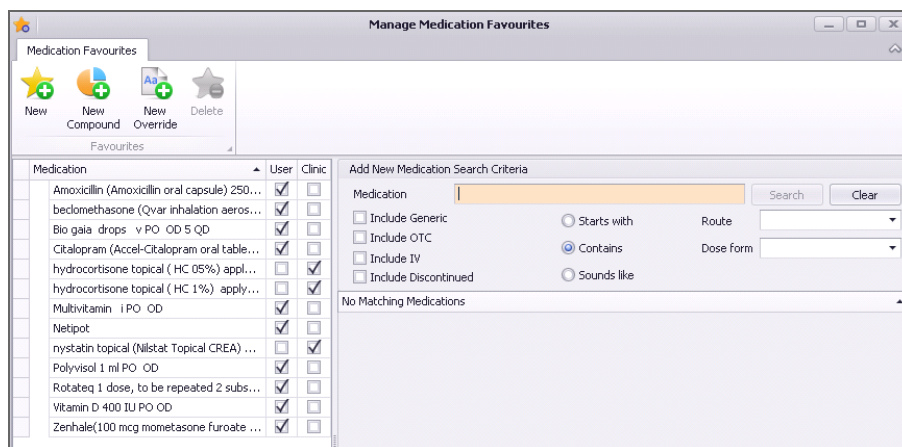 Manage Medication Favourites
Medication Favourites
New
New Compound
New Override
Delete
Favourites
Medication User Clinic
Amoxicillin (Amoxicillin oral capsule) 250...
beclomethasone (Qvar inhalation aeros...
Bio gaia drops v PO OD 5 QD
Citalopram (Accel-Citalopram oral table...
hydrocortisone topical ( HC 05%) appl...
hydrocortisone topical ( HC 1%) apply...
Multivitamin i PO OD
Netipot
nystatin topical (Nilstat Topical CREA) ...
Polyvisol 1 ml PO OD
Rotateq 1 dose, to be repeated 2 subs...
Vitamin D 400 IU PO OD
Zenhale(100 mcg mometasone furoate ...
Add New Medication Search Criteria
Medication Search Clear
Include Generic
Include OTC
Include IV
Include Discontinued
Starts with
Contains
Sounds like
Route
Dose form
No Matching Medications
Aa